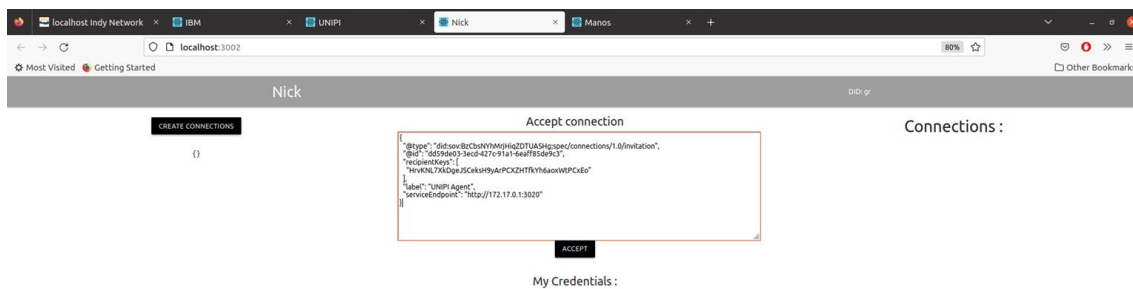 localhost Indy Network
IBM
UNIPI
Nick
Manos
localhost:3002
80%
Most Visited
Getting Started
Other Bookmarks
Nick
DID: gr
CREATE CONNECTIONS
{}
Accept connection
{
"@type": "did:sov:BzCbsNYhMrjHiqZDTUASHg;spec/connections/1.0/invitation",
"@id": "dd59de03-3ecd-427c-91a1-6eaff85de9c3",
"recipientKeys": [
"HrvKNL7XkDgeJSCeksH9yArPCXZHTfkYh6aoxWtPCxEo"
],
"label": "UNIPI Agent",
"serviceEndpoint": "http://172.17.0.1:3020"
}
ACCEPT
Connections :
My Credentials :